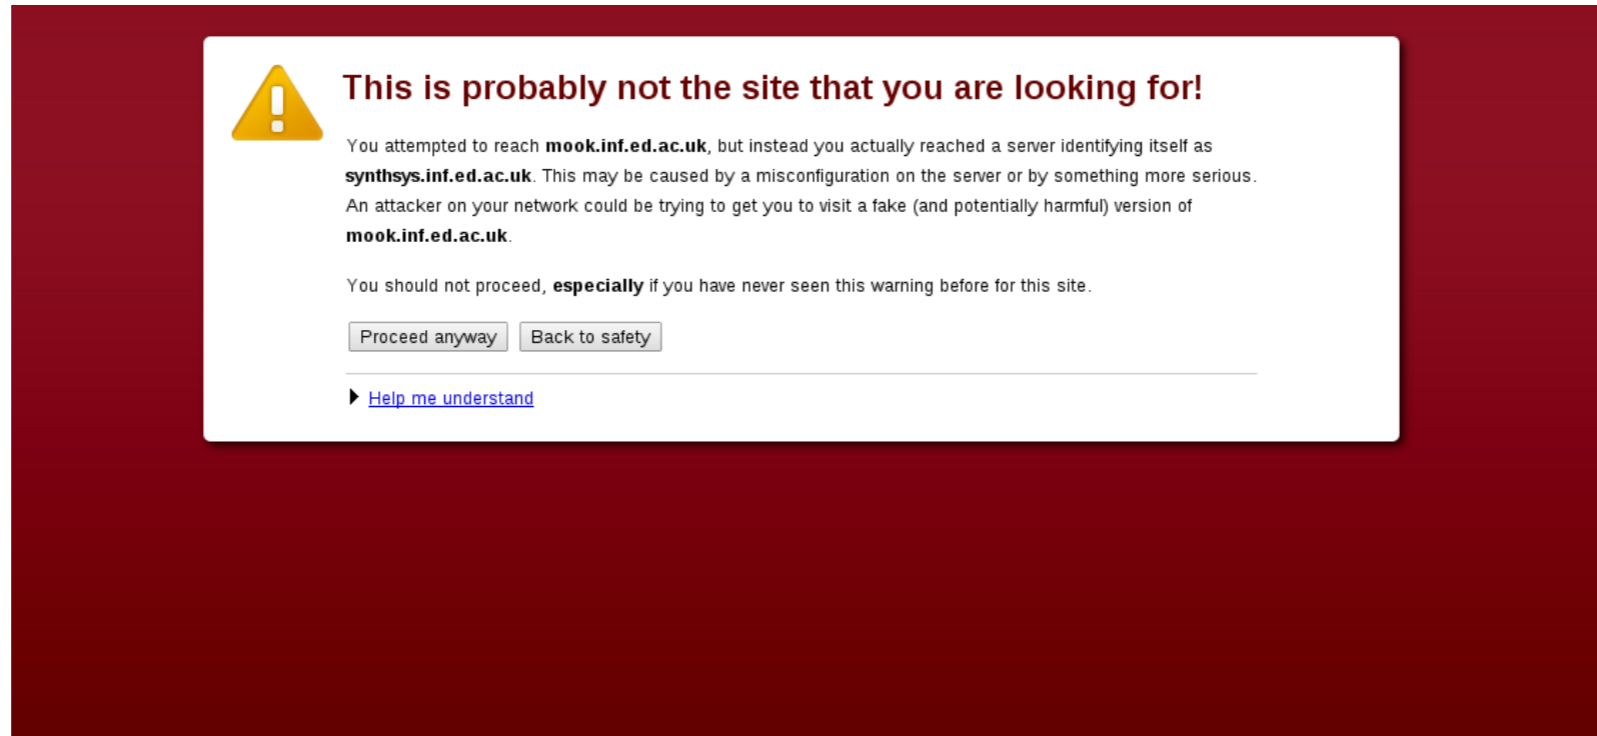 This is probably not the site that you are looking for!
You attempted to reach mook.inf.ed.ac.uk, but instead you actually reached a server identifying itself as
synthsys.inf.ed.ac.uk. This may be caused by a misconfiguration on the server or by something more serious.
An attacker on your network could be trying to get you to visit a fake (and potentially harmful) version of
mook.inf.ed.ac.uk.
You should not proceed, especially if you have never seen this warning before for this site.
Proceed anyway Back to safety
Help me understand